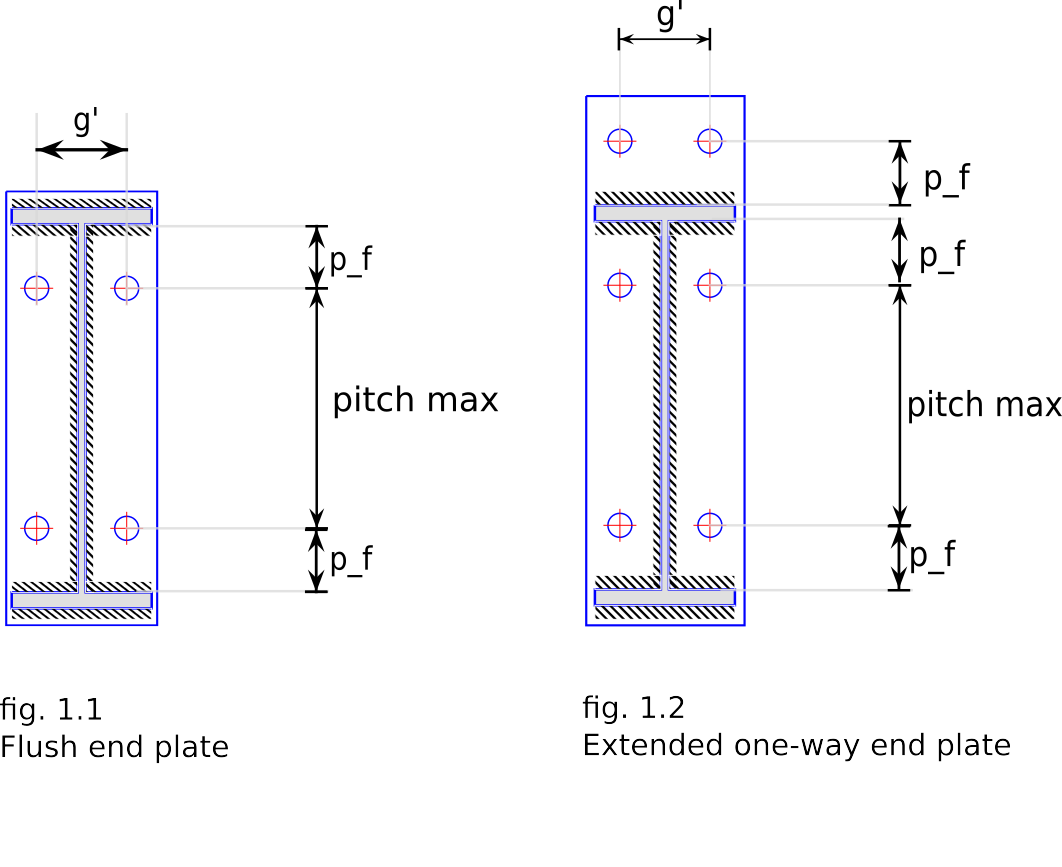 g'
p_f
pitch max
p_f
fig. 1.1
Flush end plate
g'
p_f
p_f
pitch max
p_f
fig. 1.2
Extended one-way end plate